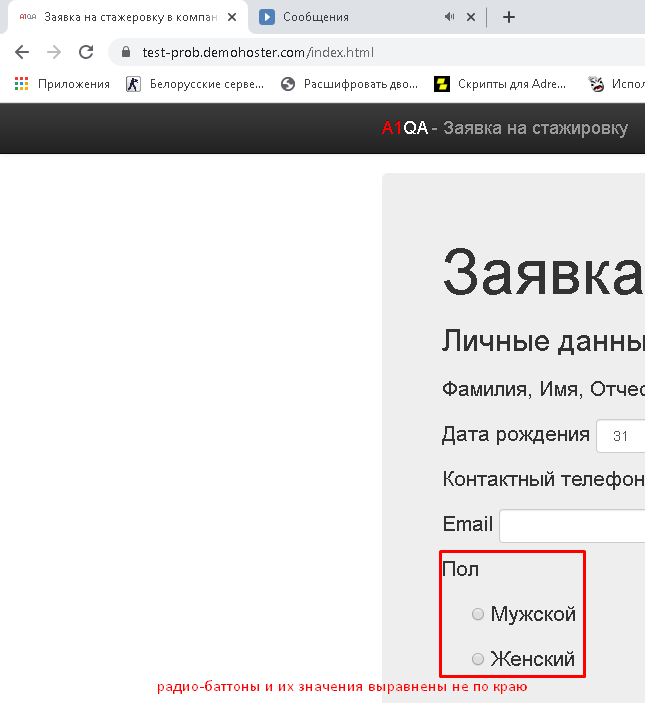 A1QA Заявка на стажировку в компан
Сообщения
test-prob.demohoster.com/index.html
Приложения
Белорусские серве...
Расшифровать дво...
Скрипты для Adre...
Испол
A1QA - Заявка на стажировку
Заявка
Личные данны
Фамилия, Имя, Отчес
Дата рождения 31
Контактный телефон
Email
Пол
Мужской
Женский
радио-баттоны и их значения выравнены не по краю